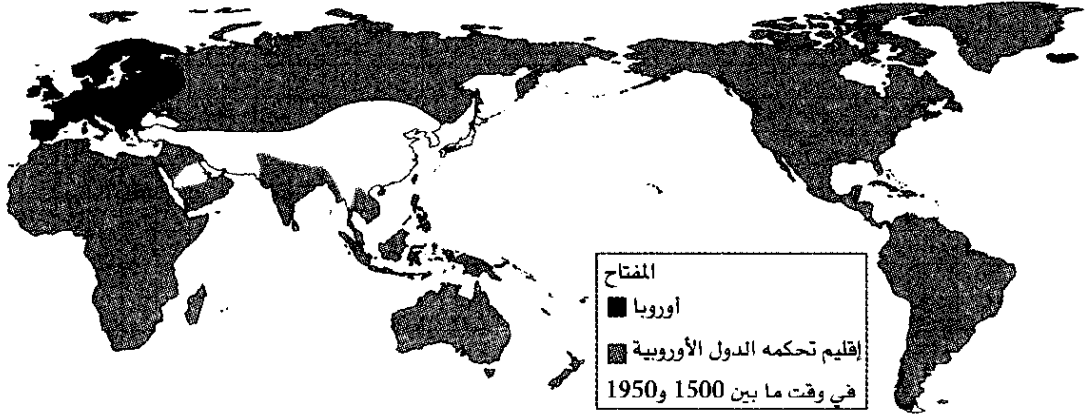 المفتاح
أوروبا
إقليم تحكمه الدول الأوروبية
في وقت ما بين 1500 و1950